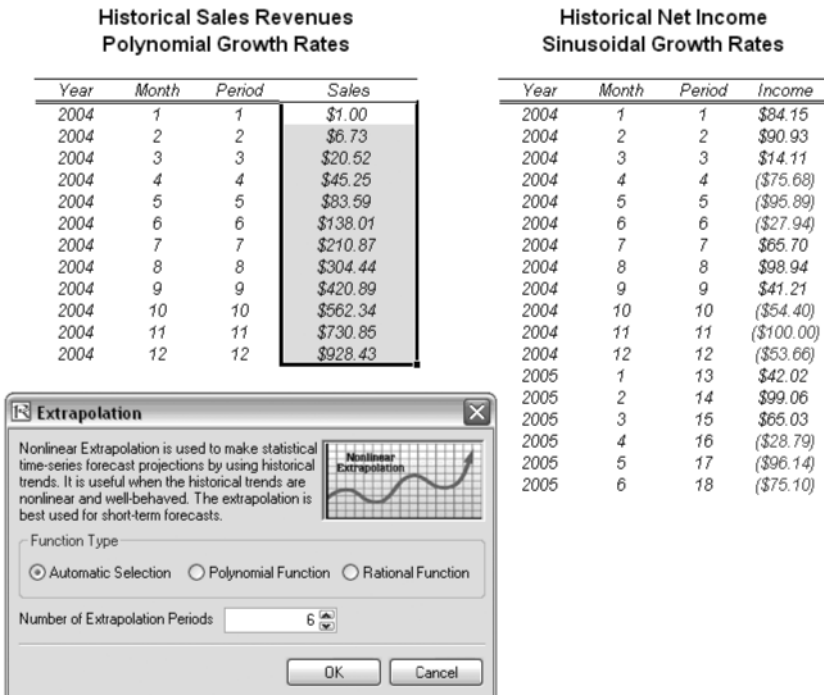 Historical Sales Revenues
Polynomial Growth Rates
Year Month Period Sales
2004 1 1 $1.00
2004 2 2 $6.73
2004 3 3 $20.52
2004 4 4 $45.25
2004 5 5 $83.59
2004 6 6 $138.01
2004 7 7 $210.87
2004 8 8 $304.44
2004 9 9 $420.89
2004 10 10 $562.34
2004 11 11 $730.85
2004 12 12 $928.43
Historical Net Income
Sinusoidal Growth Rates
Year Month Period Income
2004 1 1 $84.15
2004 2 2 $90.93
2004 3 3 $14.11
2004 4 4 ($75.68)
2004 5 5 ($95.89)
2004 6 6 ($27.94)
2004 7 7 $65.70
2004 8 8 $98.94
2004 9 9 $41.21
2004 10 10 ($54.40)
2004 11 11 ($100.00)
2004 12 12 ($53.66)
2005 1 13 $42.02
2005 2 14 $99.06
2005 3 15 $65.03
2005 4 16 ($28.79)
2005 5 17 ($96.14)
2005 6 18 ($75.10)
Extrapolation
Nonlinear Extrapolation is used to make statistical
time-series forecast projections by using historical
trends. It is useful when the historical trends are
nonlinear and well-behaved. The extrapolation is
best used for short-term forecasts.
Nonlinear
Extrapolation
Function Type
Automatic Selection Polynomial Function Rational Function
Number of Extrapolation Periods 6
OK Cancel